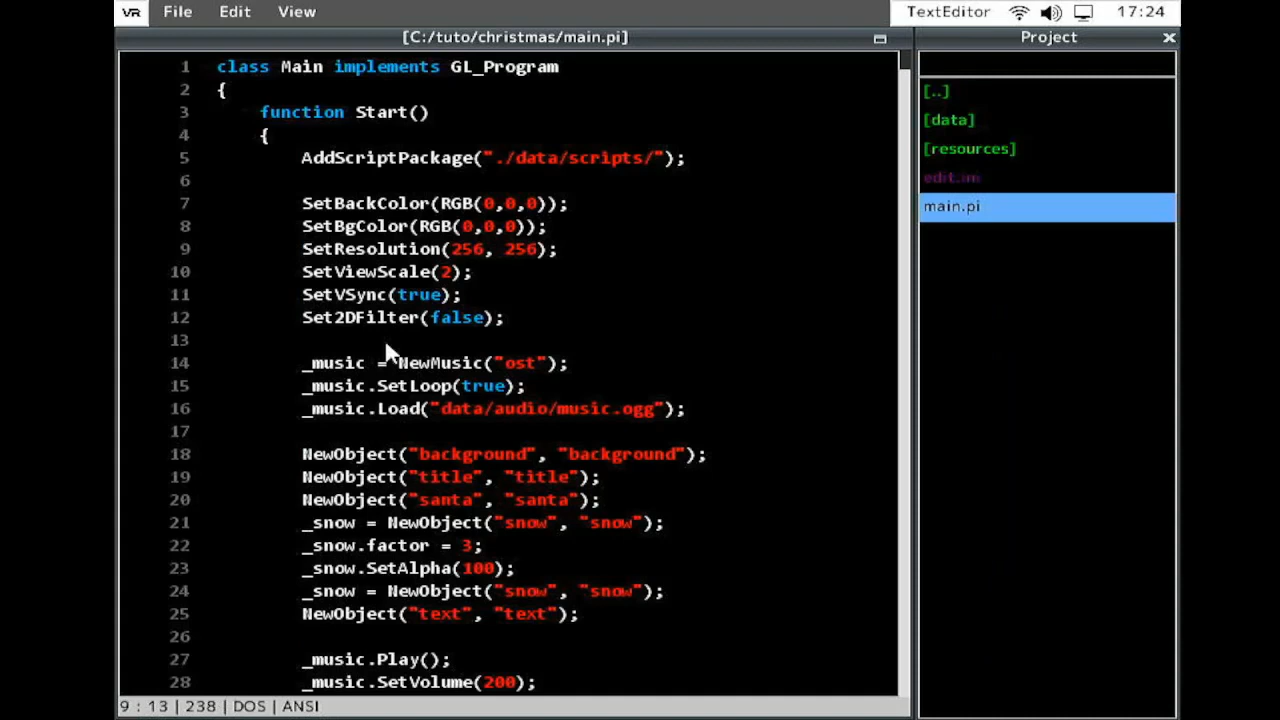 VR File Edit View TextEditor 17:24
[C:/tuto/christmas/main.pi]
1 class Main implements GL_Program
2 {
3 function Start()
4 {
5 AddScriptPackage("./data/scripts/");
6
7 SetBackColor(RGB(0,0,0));
8 SetBgColor(RGB(0,0,0));
9 SetResolution(256, 256);
10 SetViewScale(2);
11 SetVSync(true);
12 Set2DFilter(false);
13
14 _music = NewMusic("ost");
15 _music.SetLoop(true);
16 _music.Load("data/audio/music.ogg");
17
18 NewObject("background", "background");
19 NewObject("title", "title");
20 NewObject("santa", "santa");
21 _snow = NewObject("snow", "snow");
22 _snow.factor = 3;
23 _snow.SetAlpha(100);
24 _snow = NewObject("snow", "snow");
25 NewObject("text", "text");
26
27 _music.Play();
28 _music.SetVolume(200);
9 : 13 | 238 | DOS | ANSI
Project
[..]
[data]
[resources]
edit.im
main.pi